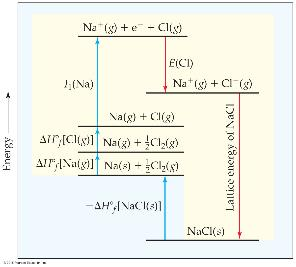 Na⁺(g) + e⁻ + Cl(g)
E(Cl)
I₁(Na)
Na⁺(g) + Cl⁻(g)
Na(g) + Cl(g)
ΔH°f[Cl(g)]
Na(g) + ½Cl₂(g)
ΔH°f[Na(g)]
Na(s) + ½Cl₂(g)
−ΔH°f[NaCl(s)]
NaCl(s)
Energy
Lattice energy of NaCl